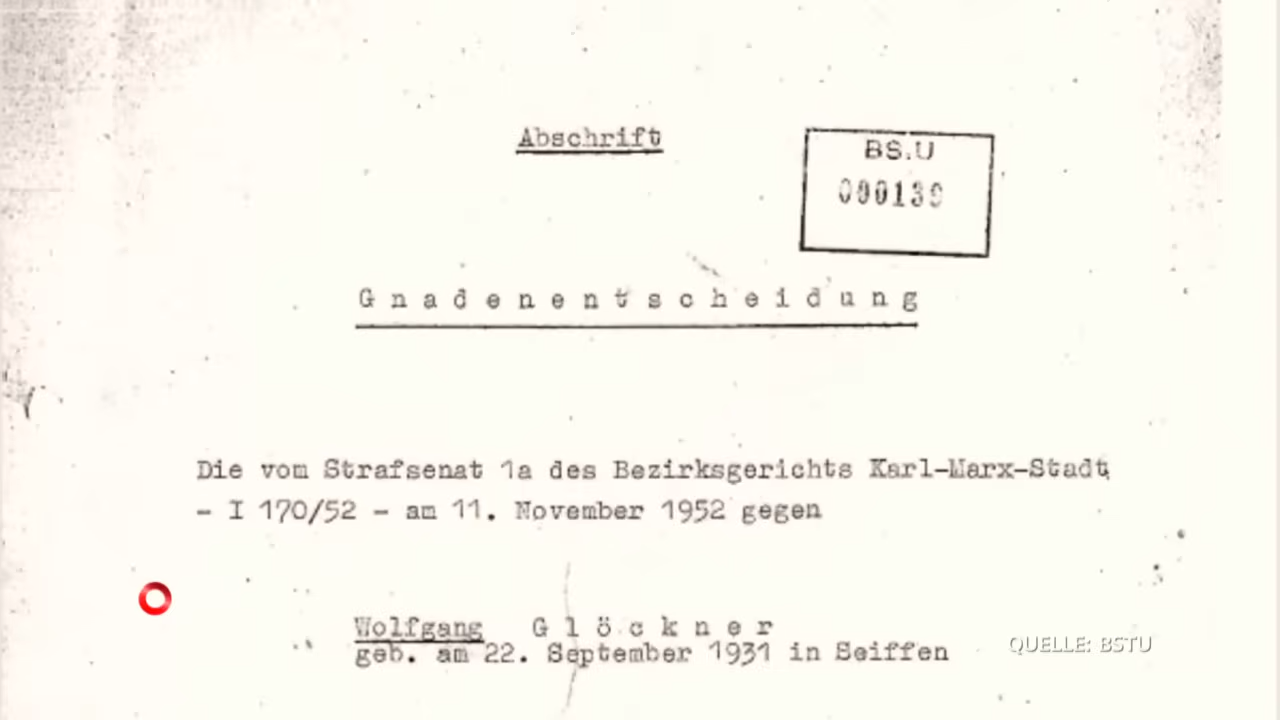 Abschrift
BS.U
000139
Gnadenentscheidung
Die vom Strafsenat 1a des Bezirksgerichts Karl-Marx-Stadt
- I 170/52 - am 11. November 1952 gegen
Wolfgang Glöckner
geb. am 22. September 1931 in Seiffen
QUELLE: BSTU